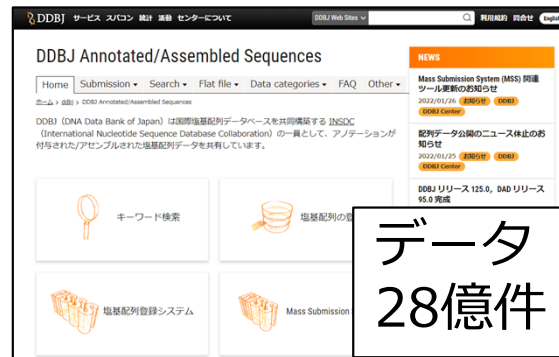 DDBJ サービス スパコン 統計 活動 センターについて DDBJ Web Sites 利用規約 問合せ English
DDBJ Annotated/Assembled Sequences
Home Submission Search Flat file Data categories FAQ Other
ホーム > ddbj > DDBJ Annotated/Assembled Sequences
DDBJ（DNA Data Bank of Japan）は国際塩基配列データベースを共同構築する INSDC
（International Nucleotide Sequence Database Collaboration）の一員として、アノテーションが
付与された/アセンブルされた塩基配列データを共有しています。
キーワード検索
塩基配列の登
塩基配列登録システム
Mass Submission
NEWS
Mass Submission System (MSS) 関連
ツール更新のお知らせ
2022/01/26 お知らせ DDBJ
DDBJ Center
配列データ公開のニュース休止のお
知らせ
2022/01/25 お知らせ DDBJ
DDBJ Center
DDBJ リリース 125.0, DAD リリース
95.0 完成
データ
28億件